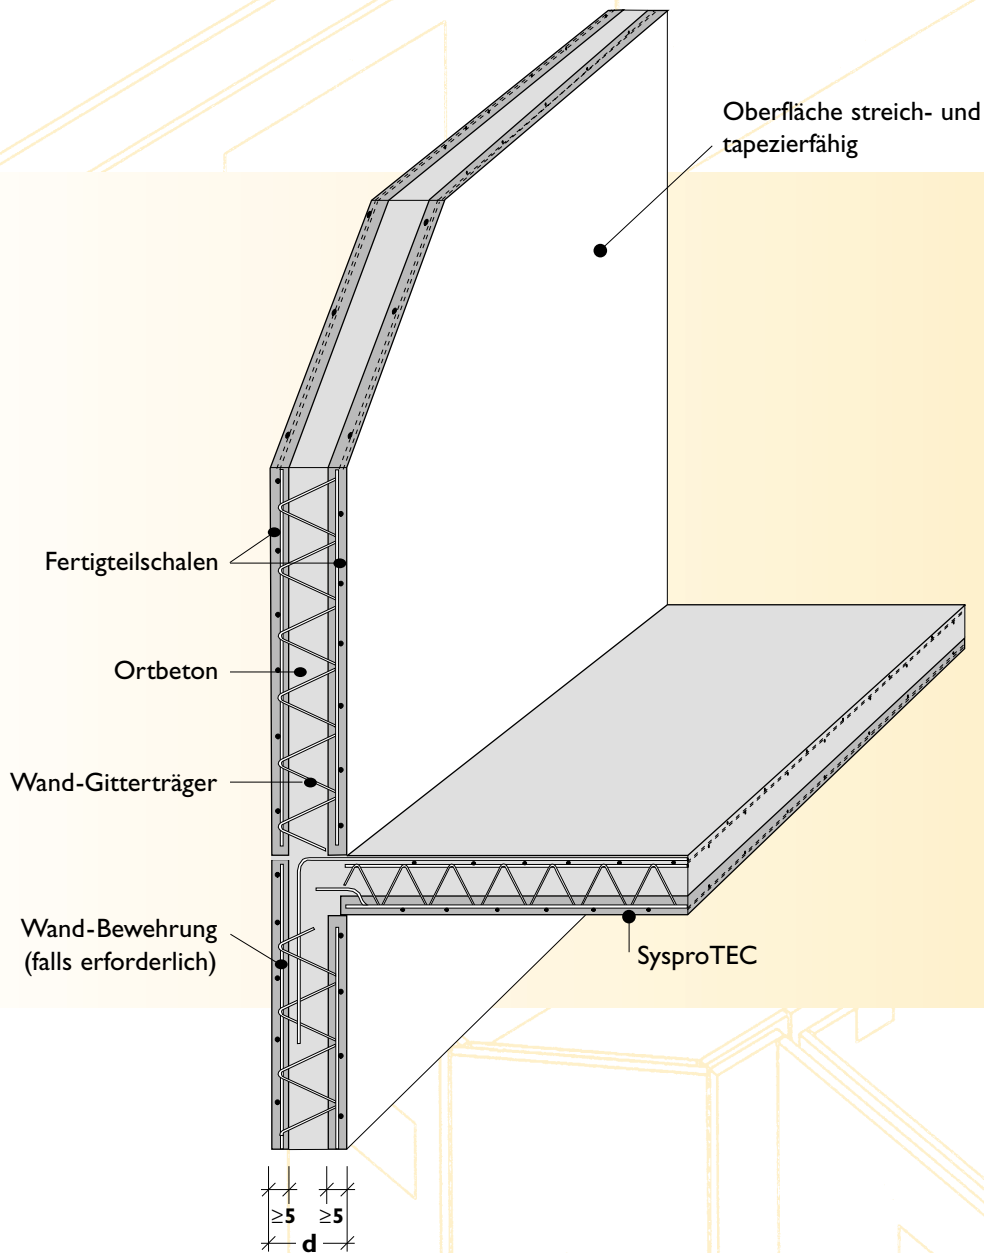 Oberfläche streich- und
tapezierfähig
Fertigteilschalen
Ortbeton
Wand-Gitterträger
Wand-Bewehrung
(falls erforderlich)
SysproTEC
≥5 ≥5
d